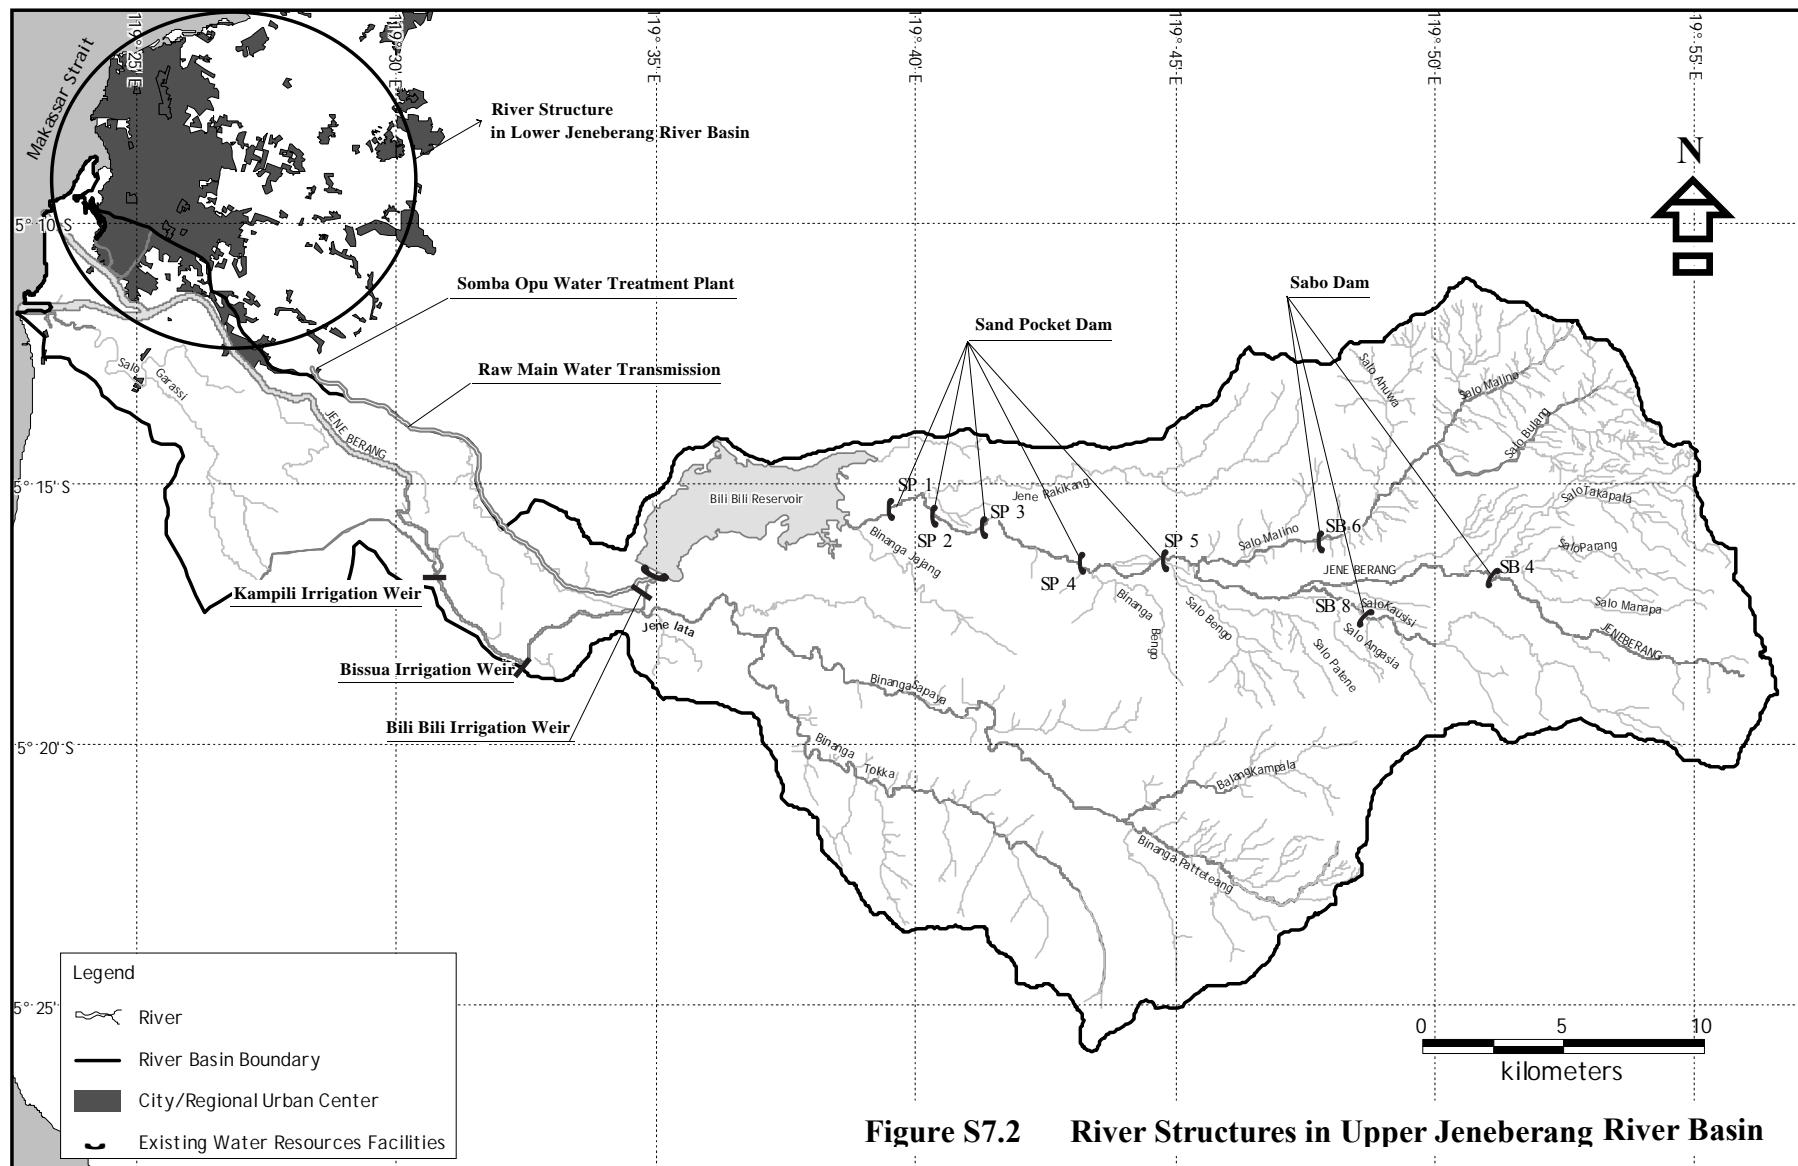 119° 25' E
119° 30' E
119° 35' E
119° 40' E
119° 45' E
119° 50' E
119° 55' E
Makassar Strait
River Structure
in Lower Jeneberang River Basin
N
5° 10' S
Somba Opu Water Treatment Plant
Sabo Dam
Sand Pocket Dam
Raw Main Water Transmission
Salo Garassi
JENE BERANG
Salo Ahuwa
Salo Malino
Salo Bulang
5° 15' S
Bili Bili Reservoir
SP 1
Jene Rakikang
SP 2
SP 3
Binanga Jajang
SP 4
SP 5
Salo Malino
SB 6
Salo Takapala
Salo Parang
JENE BERANG
SB 4
Kampili Irrigation Weir
Binanga Bengo
Salo Bengo
SB 8
Salo Kausisi
Salo Angasia
Salo Patene
Salo Manapa
JENEBERANG
Jene lata
Bissua Irrigation Weir
Binanga Sapaya
Bili Bili Irrigation Weir
5° 20' S
Binanga Tokka
Balang Kampala
Binanga Patteteang
5° 25'
Legend
River
River Basin Boundary
City/Regional Urban Center
Existing Water Resources Facilities
0 5 10
kilometers
Figure S7.2 River Structures in Upper Jeneberang River Basin